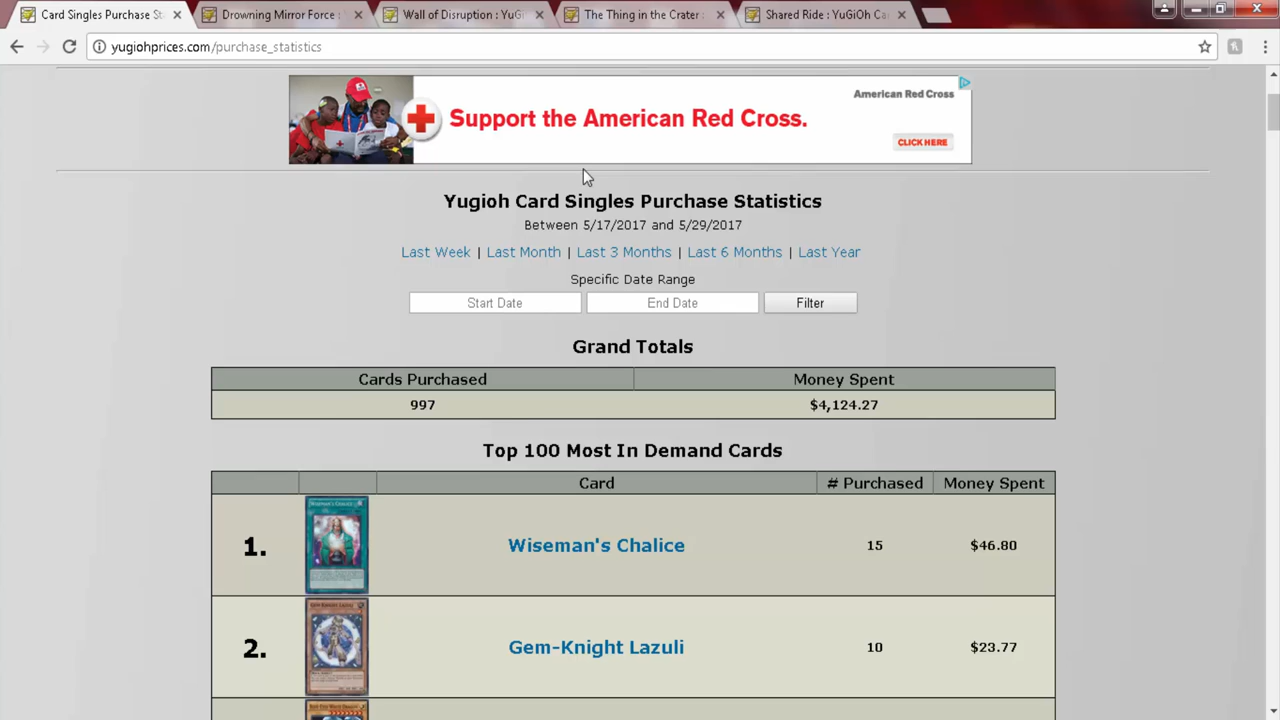 Card Singles Purchase St
Drowning Mirror Force :
Wall of Disruption : YuG
The Thing in the Crater :
Shared Ride : YuGiOh Ca
yugiohprices.com/purchase_statistics
American Red Cross
Support the American Red Cross.
CLICK HERE
Yugioh Card Singles Purchase Statistics
Between 5/17/2017 and 5/29/2017
Last Week | Last Month | Last 3 Months | Last 6 Months | Last Year
Specific Date Range
Start Date End Date Filter
Grand Totals
Cards Purchased Money Spent
997 $4,124.27
Top 100 Most In Demand Cards
Card # Purchased Money Spent
WISEMAN'S CHALICE
1. Wiseman's Chalice 15 $46.80
GEM-KNIGHT LAZULI
2. Gem-Knight Lazuli 10 $23.77